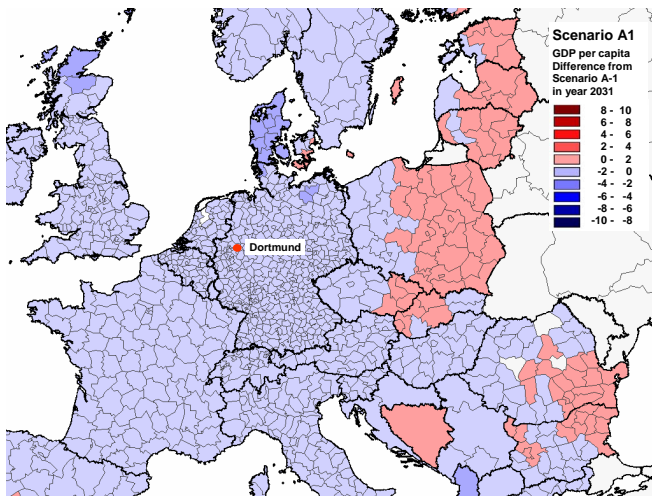 Scenario A1
GDP per capita
Difference from
Scenario A-1
in year 2031
8 - 10
6 - 8
4 - 6
2 - 4
0 - 2
-2 - 0
-4 - -2
-6 - -4
-8 - -6
-10 - -8
Dortmund